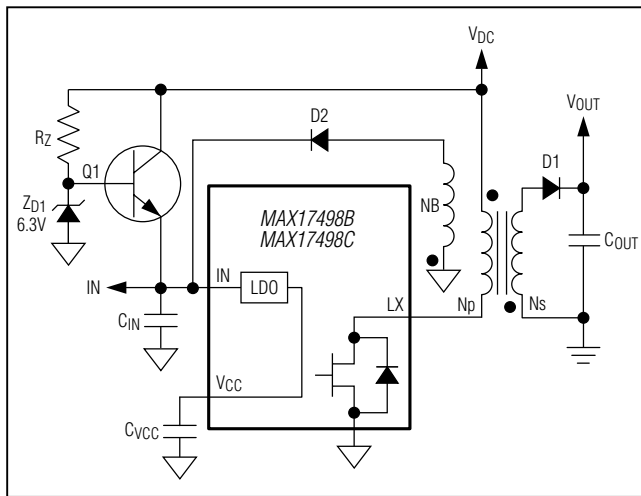 VDC
VOUT
D2
D1
RZ
Q1
NB
ZD1
6.3V
MAX17498B
MAX17498C
COUT
IN
IN
LDO
LX
Np
Ns
CIN
VCC
CVCC